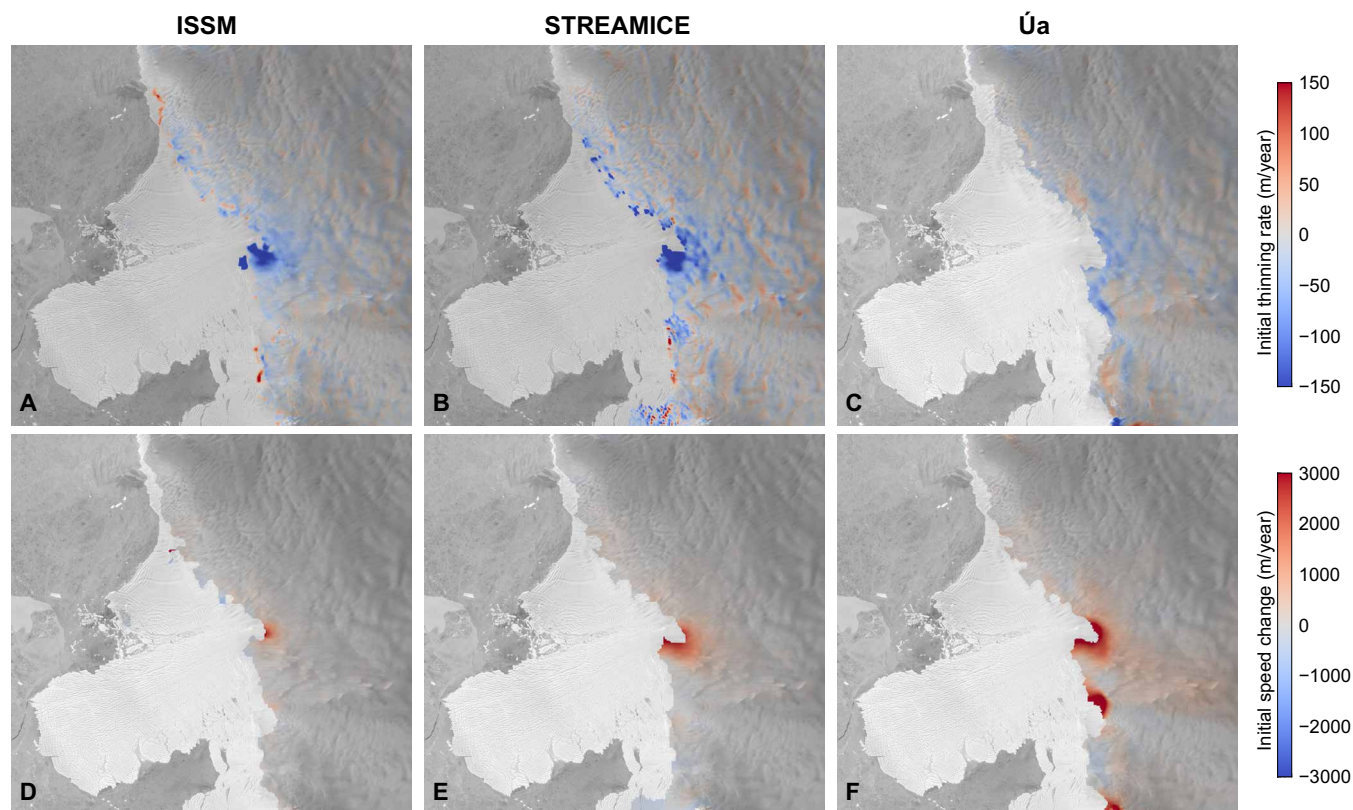 ISSM
STREAMICE
Úa
A
B
C
150
100
50
0
−50
−100
−150
Initial thinning rate (m/year)
D
E
F
3000
2000
1000
0
−1000
−2000
−3000
Initial speed change (m/year)